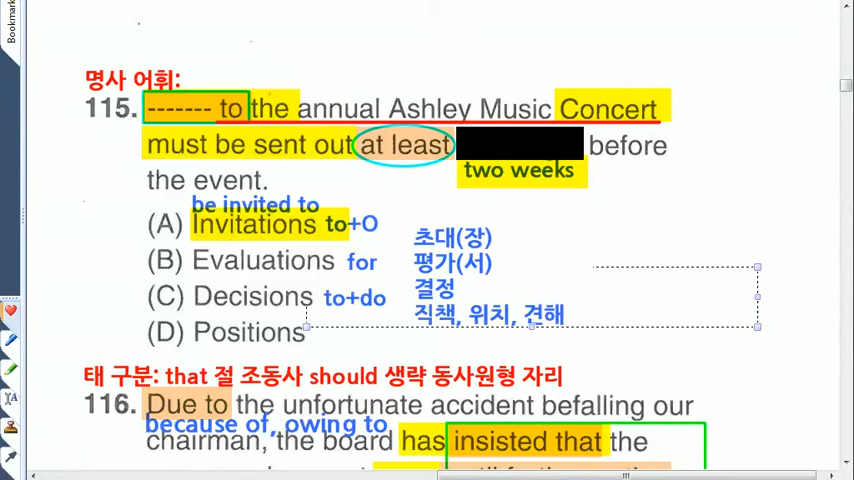 Bookmark
명사 어휘:
115. ------- to the annual Ashley Music Concert
must be sent out at least before
two weeks
the event.
be invited to
(A) Invitations to+O
초대(장)
(B) Evaluations for
평가(서)
(C) Decisions to+do
결정
(D) Positions
직책, 위치, 견해
태 구분: that 절 조동사 should 생략 동사원형 자리
116. Due to the unfortunate accident befalling our
because of, owing to
chairman, the board has insisted that the